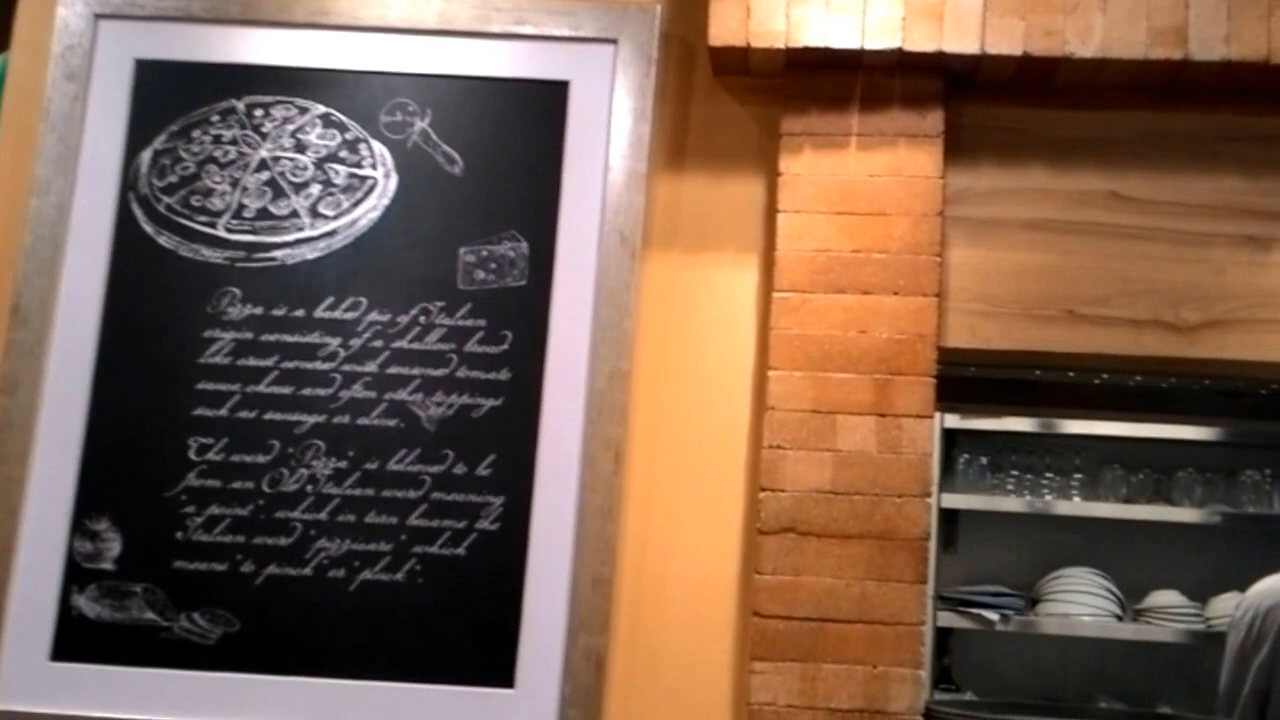 Pizza is a baked pie of Italian
origin consisting of a shallow bread
like crust covered with seasoned tomato
sauce, cheese and often other toppings
such as sausage or olive.
The word "Pizza" is believed to be
from an Old Italian word meaning
"a point", which in turn became the
Italian word "pizzicare" which
means "to pinch" or "pluck".